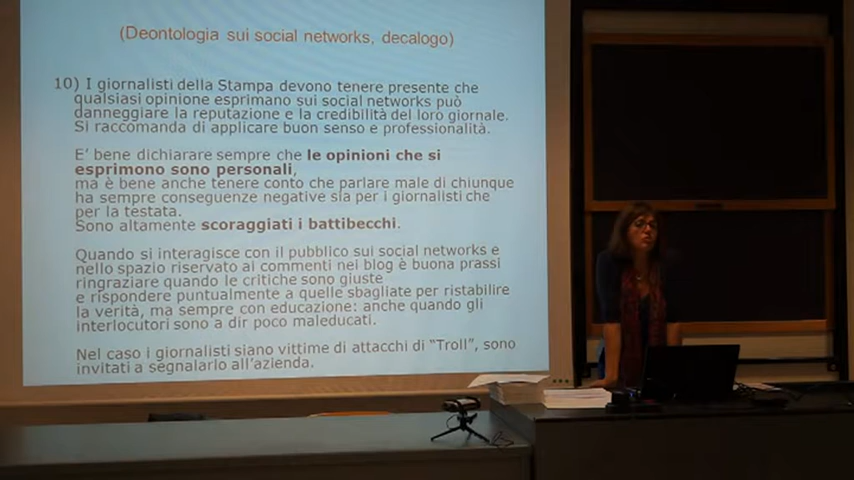 (Deontologia sui social networks, decalogo)
10) I giornalisti della Stampa devono tenere presente che
qualsiasi opinione esprimano sui social networks può
danneggiare la reputazione e la credibilità del loro giornale.
Si raccomanda di applicare buon senso e professionalità.
E' bene dichiarare sempre che le opinioni che si
esprimono sono personali,
ma è bene anche tenere conto che parlare male di chiunque
ha sempre conseguenze negative sia per i giornalisti che
per la testata.
Sono altamente scoraggiati i battibecchi.
Quando si interagisce con il pubblico sui social networks e
nello spazio riservato ai commenti nei blog è buona prassi
ringraziare quando le critiche sono giuste
e rispondere puntualmente a quelle sbagliate per ristabilire
la verità, ma sempre con educazione: anche quando gli
interlocutori sono a dir poco maleducati.
Nel caso i giornalisti siano vittime di attacchi di "Troll", sono
invitati a segnalarlo all'azienda.